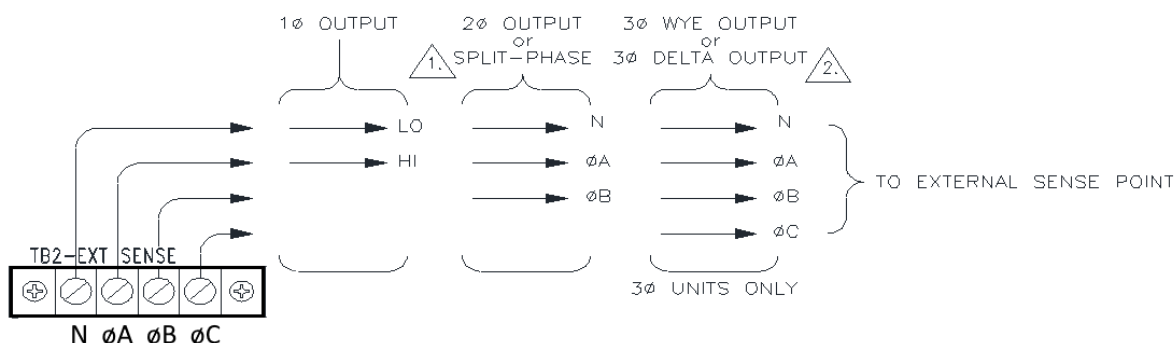 1ø OUTPUT
2ø OUTPUT
or
SPLIT-PHASE
1.
3ø WYE OUTPUT
or
3ø DELTA OUTPUT
2.
LO
HI
N
øA
øB
N
øA
øB
øC
TO EXTERNAL SENSE POINT
3ø UNITS ONLY
TB2-EXT SENSE
N øA øB øC